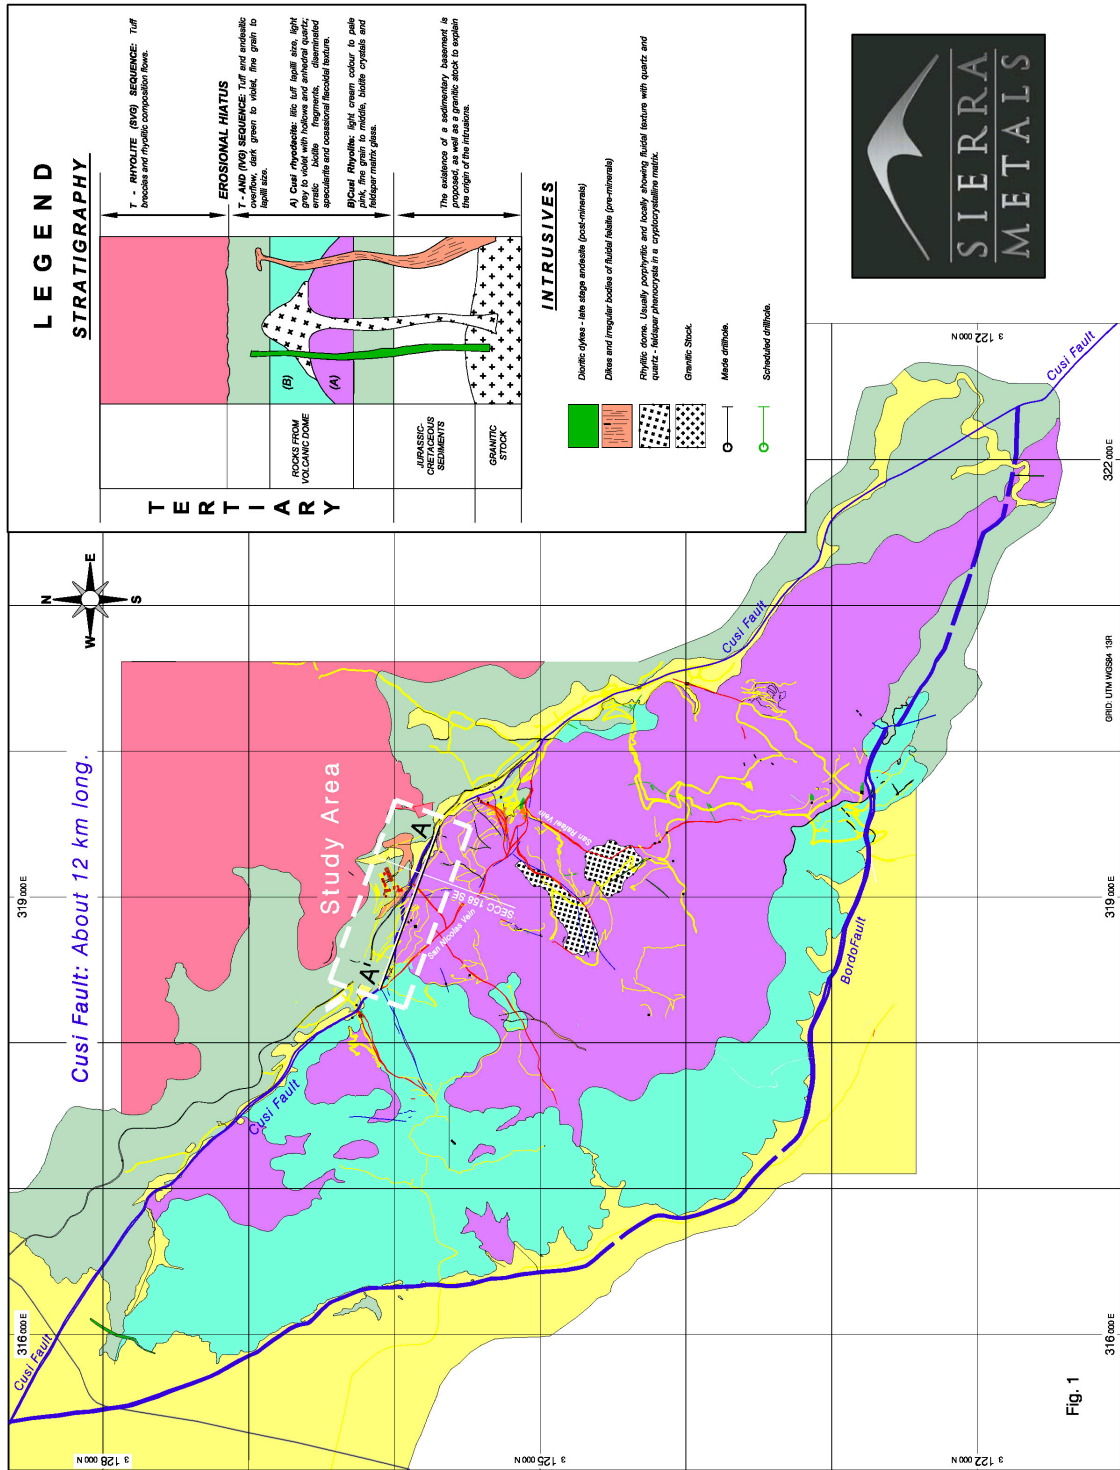 LEGEND
STRATIGRAPHY
TERTIARY
ROCKS FROM
VOLCANIC DOME
JURASSIC-
CRETACEOUS
SEDIMENTS
GRANITIC
STOCK
(B)
(A)
T - RHYOLITE (SVG) SEQUENCE: Tuff
breccies and rhyolitic composition flows.
EROSIONAL HIATUS
T - AND (IVG) SEQUENCE: Tuff and andesitic
overflow, dark green to violet, fine grain to
lapilli size.
A) Cusi rhyodacite: litic tuff lapilli size, light
grey to violet with hollows and anhedral quartz;
erratic biotite fragments, diseminated
specularite and ocassional flacoidal texture.
B)Cusi Rhyolite: light cream colour to pale
pink, fine grain to middle, biotite crystals and
feldspar matrix glass.
The existence of a sedimentary basement is
proposed, as well as a granitic stock to explain
the origin of the intrusions.
INTRUSIVES
Dioritic dykes - late stage andesite (post-minerals)
Dikes and irregular bodies of fluidal felsite (pre-minerals)
Rhylitic dome. Usually porphyritic and locally showing fluidal texture with quartz and
quartz - feldspar phenocrysts in a cryptocrystalline matrix.
Granitic Stock.
Made drillhole.
Scheduled drillhole.
SIERRA
METALS
N
E
S
W
Cusi Fault: About 12 km long.
Study Area
A'
A
SECC 158 SE
San Nicolas Vein
San Rafael Vein
Cusi Fault
Cusi Fault
Cusi Fault
Cusi Fault
Bordo Fault
316 000 E
319 000 E
316 000 E
319 000 E
322 000 E
3 128 000 N
3 125 000 N
3 122 000 N
3 122 000 N
GRID: UTM WGS84 13R
Fig. 1